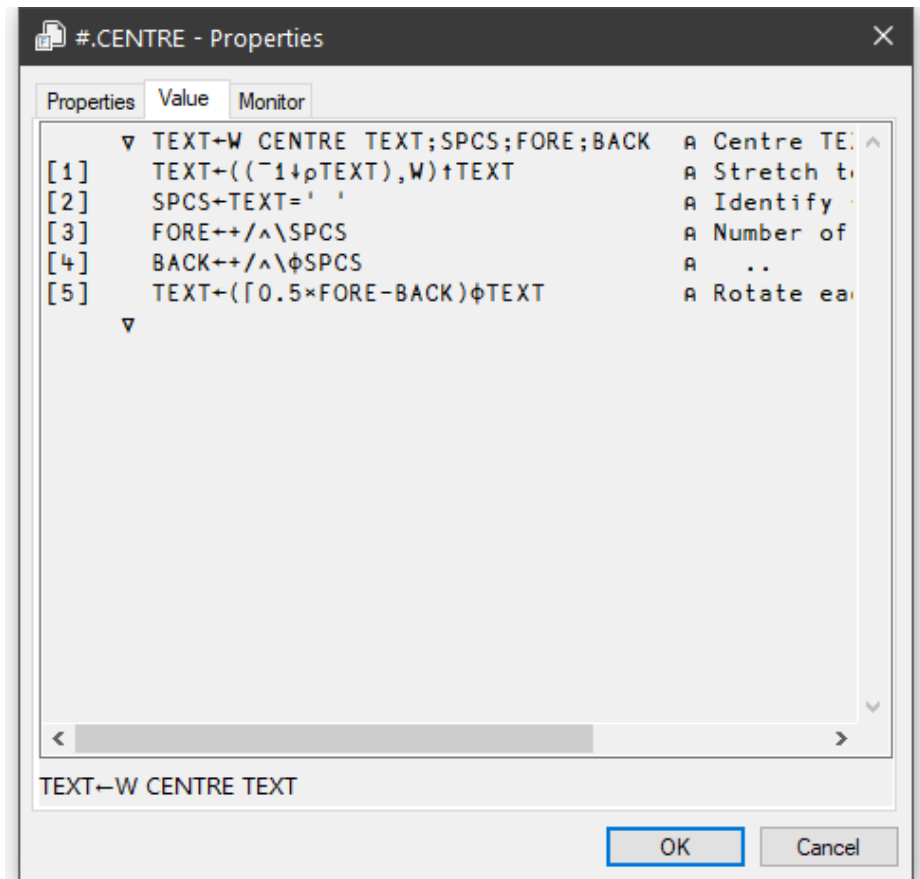 #.CENTRE - Properties
Properties Value Monitor
∇ TEXT←W CENTRE TEXT;SPCS;FORE;BACK ⍝ Centre
[1] TEXT←((¯1↓⍴TEXT),W)↑TEXT ⍝ Stretch
[2] SPCS←TEXT=' ' ⍝ Identify
[3] FORE←+/∧\SPCS ⍝ Number of
[4] BACK←+/∧\⌽SPCS ⍝ ..
[5] TEXT←(⌈0.5×FORE-BACK)⌽TEXT ⍝ Rotate
∇
TEXT←W CENTRE TEXT
OK Cancel